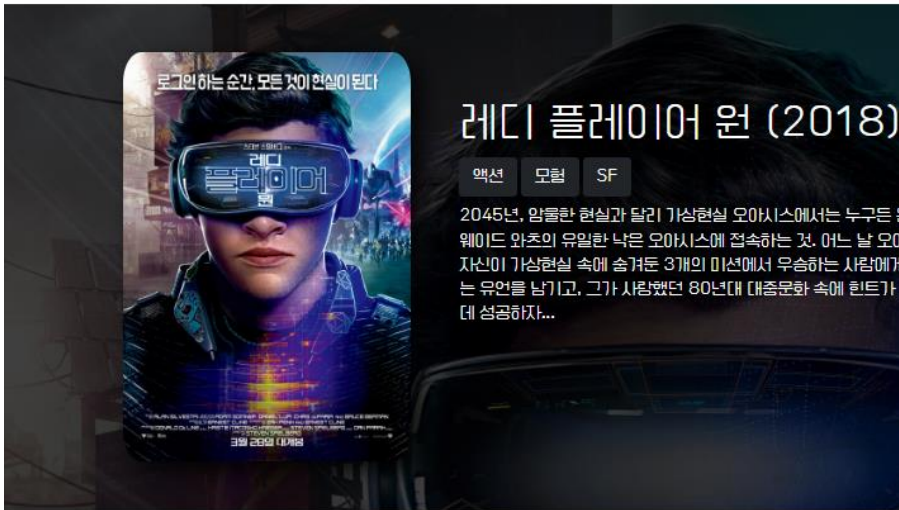 로그인 하는 순간, 모든 것이 현실이 된다
레디
플레이어
원
3월 28일 대개봉
레디 플레이어 원 (2018)
액션 모험 SF
2045년, 암울한 현실과 달리 가상현실 오아시스에서는 누구든
웨이드 와츠의 유일한 낙은 오아시스에 접속하는 것. 어느 날 오아
자신이 가상현실 속에 숨겨둔 3개의 미션에서 우승하는 사람에게
는 유언을 남기고, 그가 사랑했던 80년대 대중문화 속에 힌트가
데 성공하자...